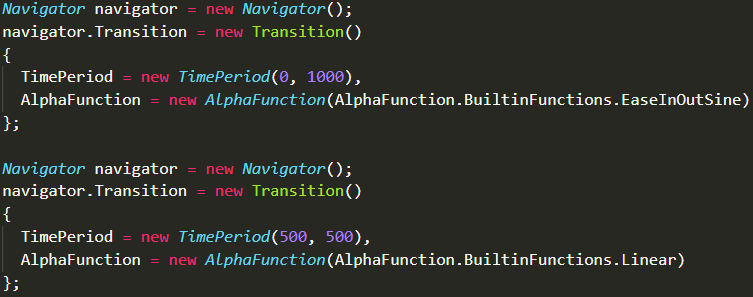 Navigator navigator = new Navigator();
navigator.Transition = new Transition()
{
  TimePeriod = new TimePeriod(0, 1000),
  AlphaFunction = new AlphaFunction(AlphaFunction.BuiltinFunctions.EaseInOutSine)
};

Navigator navigator = new Navigator();
navigator.Transition = new Transition()
{
  TimePeriod = new TimePeriod(500, 500),
  AlphaFunction = new AlphaFunction(AlphaFunction.BuiltinFunctions.Linear)
};